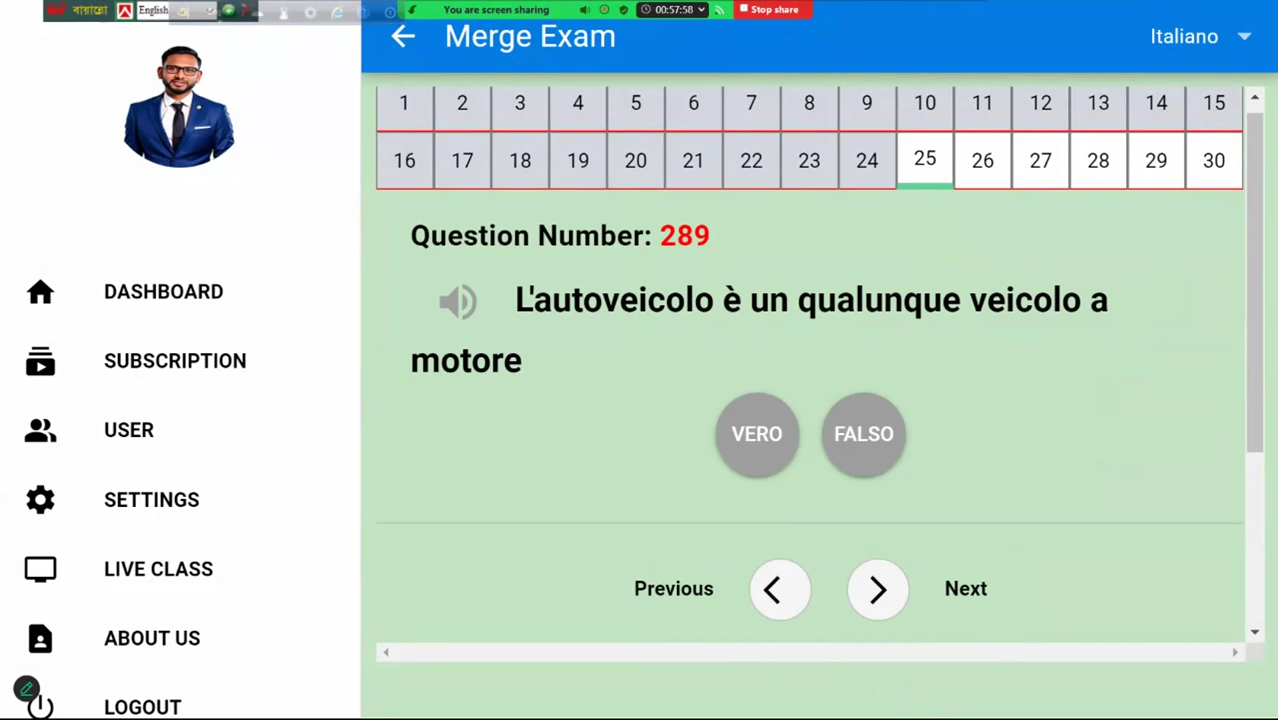 বায়ান্নো
English
You are screen sharing
00:57:58
Stop share
Merge Exam
Italiano
1 2 3 4 5 6 7 8 9 10 11 12 13 14 15
16 17 18 19 20 21 22 23 24 25 26 27 28 29 30
Question Number: 289
L'autoveicolo è un qualunque veicolo a
motore
VERO FALSO
Previous Next
DASHBOARD
SUBSCRIPTION
USER
SETTINGS
LIVE CLASS
ABOUT US
LOGOUT